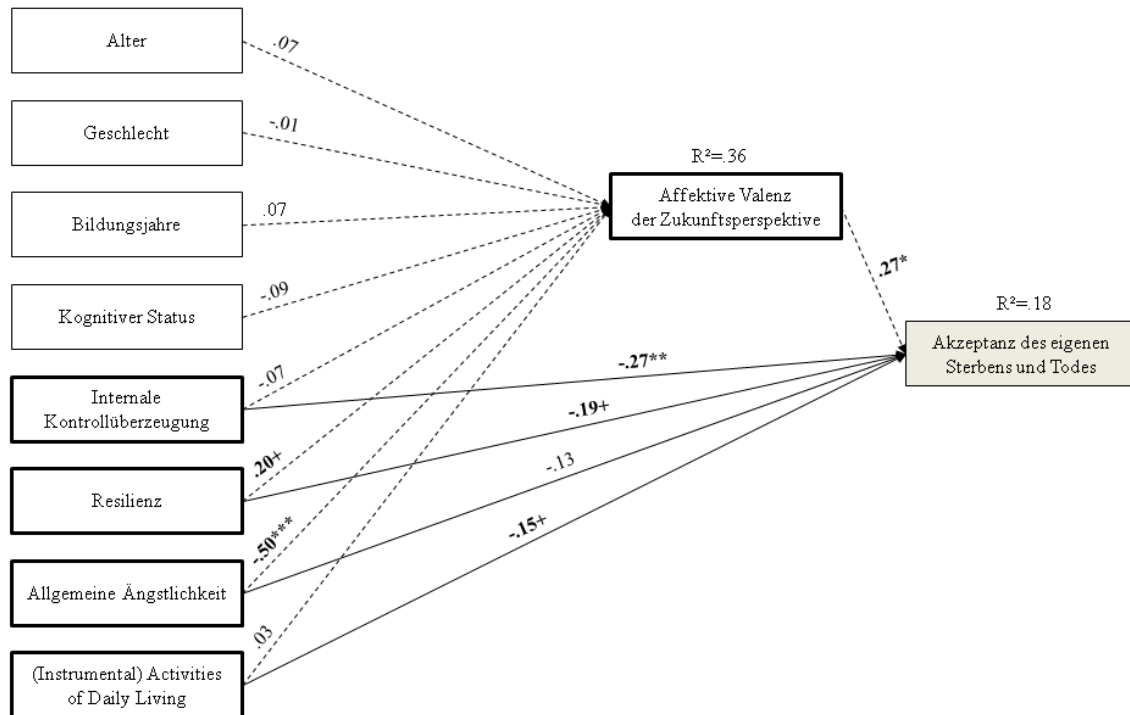 Alter
.07
Geschlecht
-.01
R²=.36
Affektive Valenz
der Zukunftsperspektive
Bildungsjahre
.07
.27*
Kognitiver Status
-.09
R²=.18
Akzeptanz des eigenen
Sterbens und Todes
Internale
Kontrollüberzeugung
-.07
-.27**
Resilienz
.20+
-.19+
Allgemeine Ängstlichkeit
-.50***
-.13
(Instrumental) Activities
of Daily Living
.03
-.15+